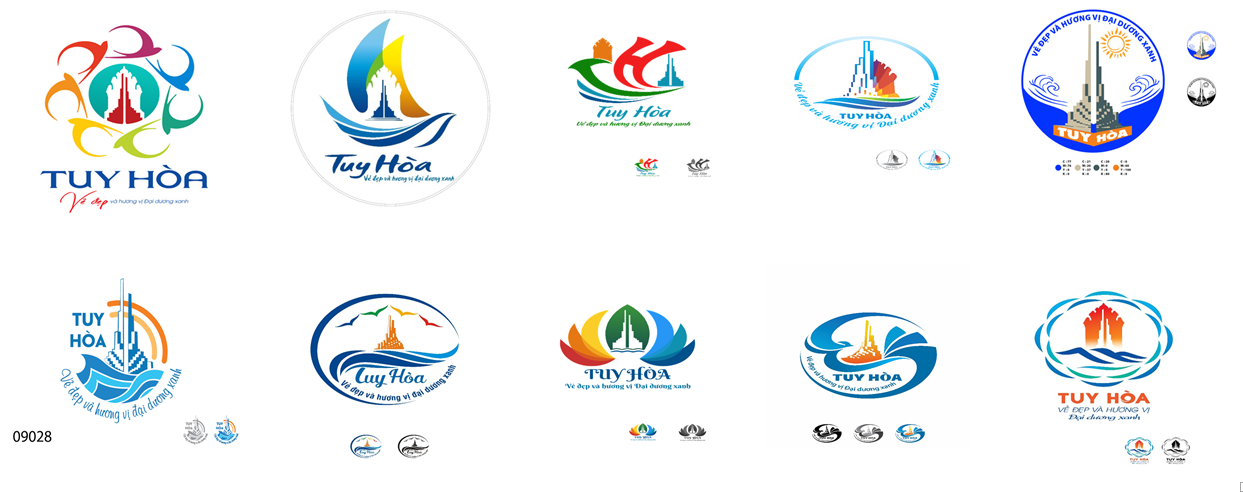 TUY HÒA
Vẻ đẹp và hương vị Đại dương xanh
Tuy Hòa
Vẻ đẹp và hương vị đại dương xanh
Tuy Hòa
Vẻ đẹp và hương vị Đại dương xanh
TUY HÒA
Vẻ đẹp và hương vị Đại dương xanh
VẺ ĐẸP VÀ HƯƠNG VỊ ĐẠI DƯƠNG XANH
TUY HÒA
TUY
HÒA
Vẻ đẹp và hương vị đại dương xanh
09028
Tuy Hòa
Vẻ đẹp và hương vị đại dương xanh
TUY HÒA
Vẻ đẹp và hương vị Đại dương xanh
TUY HÒA
Vẻ đẹp và hương vị Đại dương xanh
TUY HÒA
VẺ ĐẸP VÀ HƯƠNG VỊ
Đại dương xanh